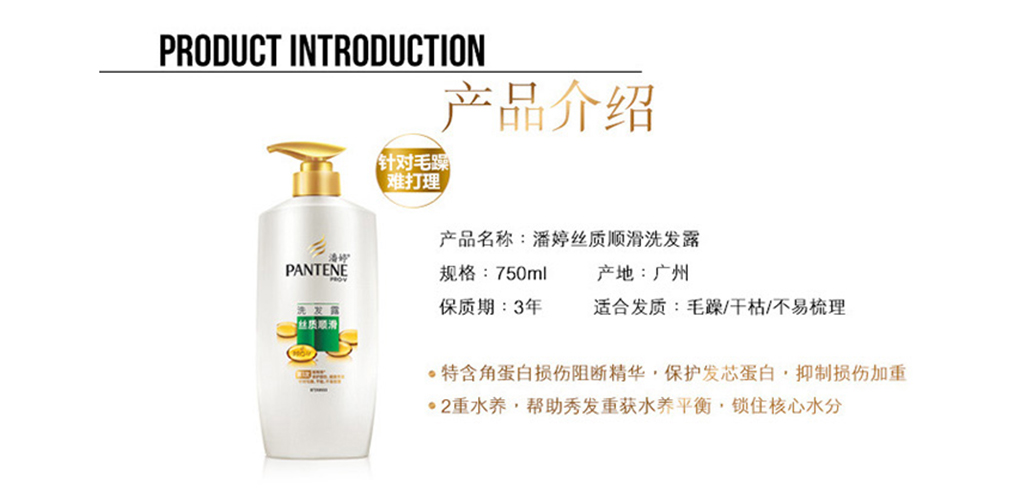 PRODUCT INTRODUCTION
产品介绍
针对毛躁
难打理
产品名称：潘婷丝质顺滑洗发露
规格：750ml 产地：广州
保质期：3年 适合发质：毛躁/干枯/不易梳理
特含角蛋白损伤阻断精华，保护发芯蛋白，抑制损伤加重
2重水养，帮助秀发重获水养平衡，锁住核心水分
潘婷
PANTENE
PRO-V
洗发露
丝质顺滑
PRO-V